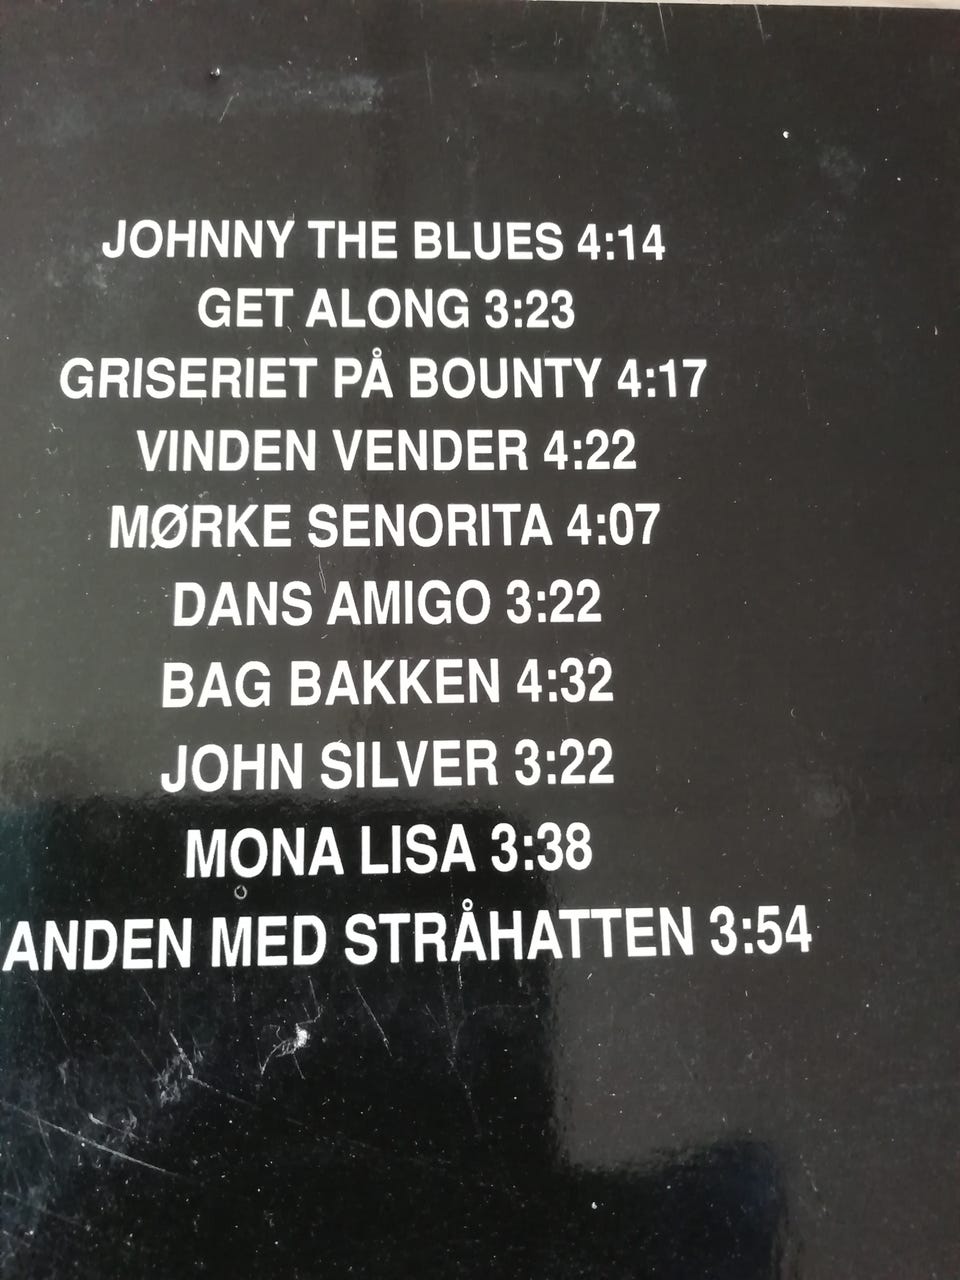 JOHNNY THE BLUES 4:14
GET ALONG 3:23
GRISERIET PÅ BOUNTY 4:17
VINDEN VENDER 4:22
MØRKE SENORITA 4:07
DANS AMIGO 3:22
BAG BAKKEN 4:32
JOHN SILVER 3:22
MONA LISA 3:38
ANDEN MED STRÅHATTEN 3:54